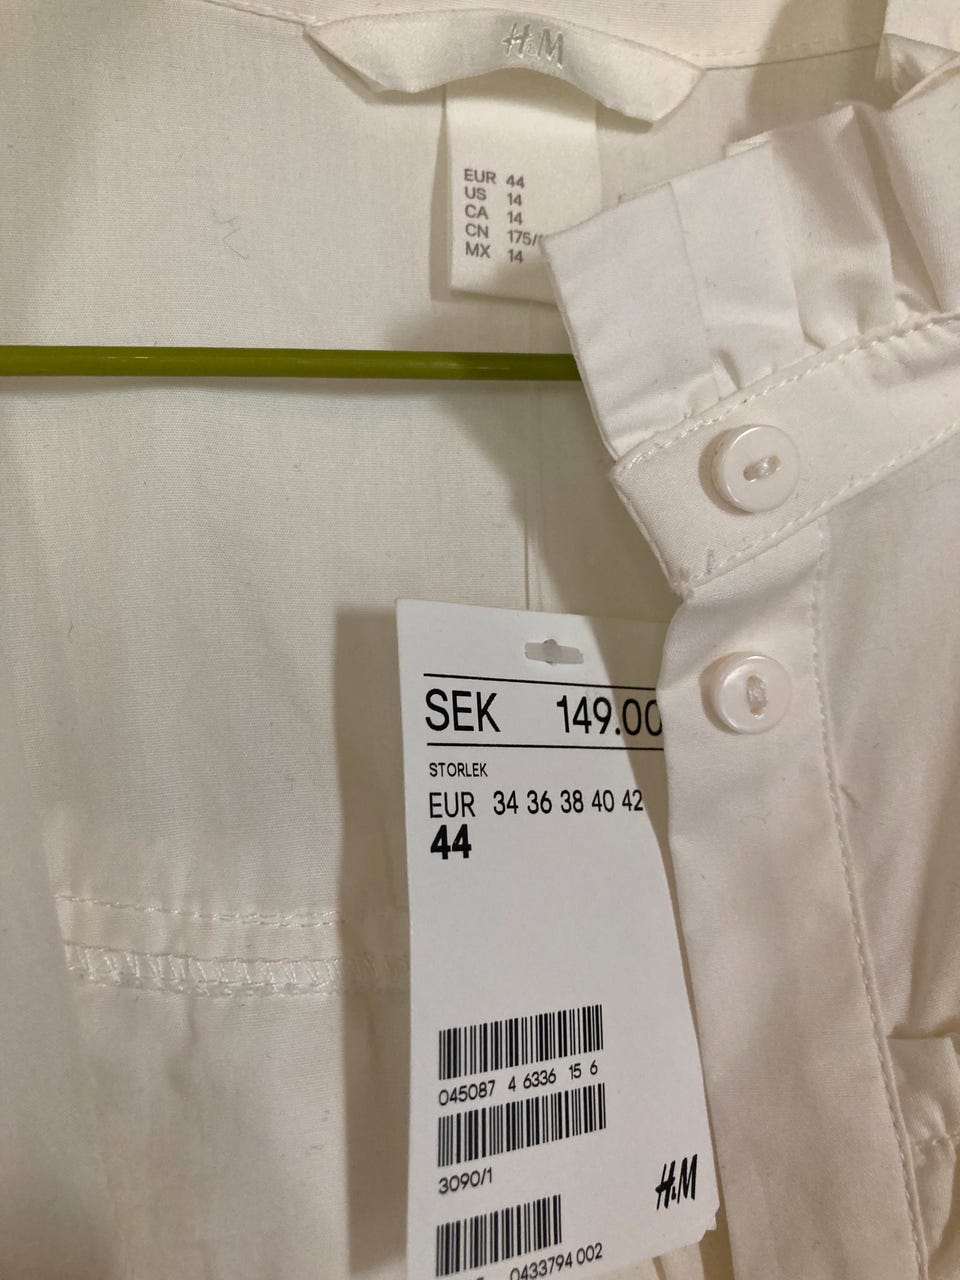 H&M
EUR 44
US 14
CA 14
CN 175/
MX 14
SEK 149.00
STORLEK
EUR 34 36 38 40 42
44
045087 4 6336 15 6
3090/1
H&M
0433794 002